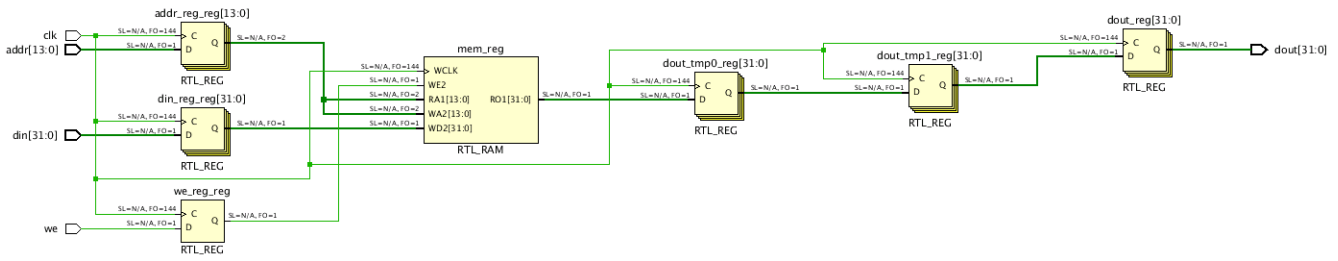 addr_reg_reg[13:0]
clk
SL=N/A, FO=144
C
addr[13:0]
SL=N/A, FO=1
D
Q
SL=N/A, FO=2
RTL_REG
din_reg_reg[31:0]
SL=N/A, FO=144
C
din[31:0]
SL=N/A, FO=1
D
Q
SL=N/A, FO=1
RTL_REG
we_reg_reg
SL=N/A, FO=144
C
we
SL=N/A, FO=1
D
Q
SL=N/A, FO=1
RTL_REG
mem_reg
SL=N/A, FO=144
WCLK
SL=N/A, FO=1
WE2
SL=N/A, FO=2
RA1[13:0]
RO1[31:0]
SL=N/A, FO=1
SL=N/A, FO=2
WA2[13:0]
SL=N/A, FO=1
WD2[31:0]
RTL_RAM
dout_tmp0_reg[31:0]
SL=N/A, FO=144
C
SL=N/A, FO=1
D
Q
SL=N/A, FO=1
RTL_REG
dout_tmp1_reg[31:0]
SL=N/A, FO=144
C
SL=N/A, FO=1
D
Q
SL=N/A, FO=1
RTL_REG
dout_reg[31:0]
SL=N/A, FO=144
C
SL=N/A, FO=1
D
Q
SL=N/A, FO=1
dout[31:0]
RTL_REG